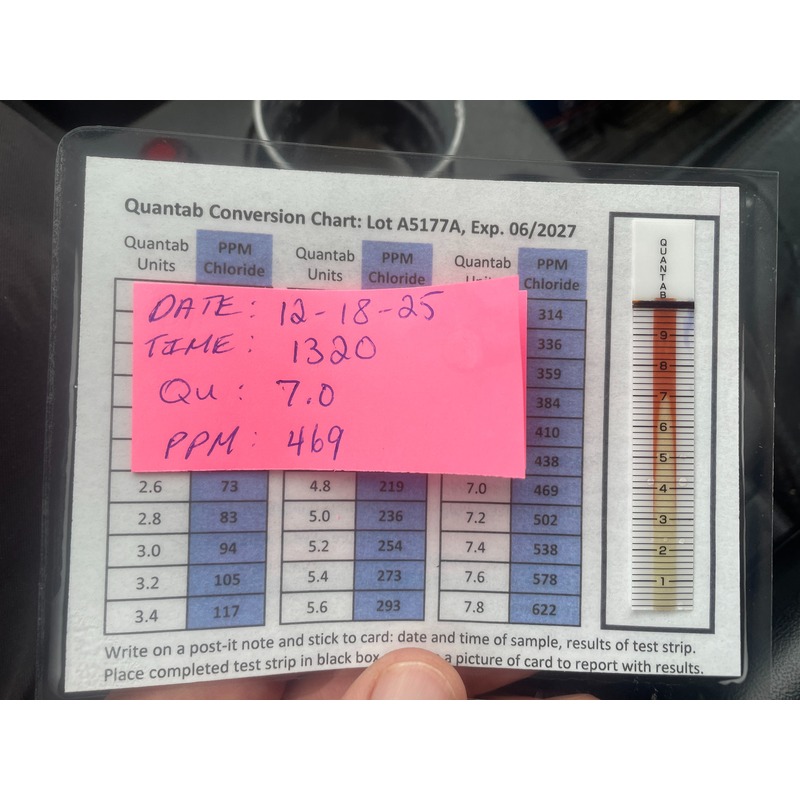 Quantab Conversion Chart: Lot A5177A, Exp. 06/2027
Quantab Units PPM Chloride Quantab Units PPM Chloride Quantab PPM Chloride
314
336
359
384
410
438
DATE: 12-18-25
TIME: 1320
QU: 7.0
PPM: 469
2.6 73 4.8 219 7.0 469
2.8 83 5.0 236 7.2 502
3.0 94 5.2 254 7.4 538
3.2 105 5.4 273 7.6 578
3.4 117 5.6 293 7.8 622
Write on a post-it note and stick to card: date and time of sample, results of test strip.
Place completed test strip in black box a picture of card to report with results.
QUANTAB
9
8
7
6
5
4
3
2
1